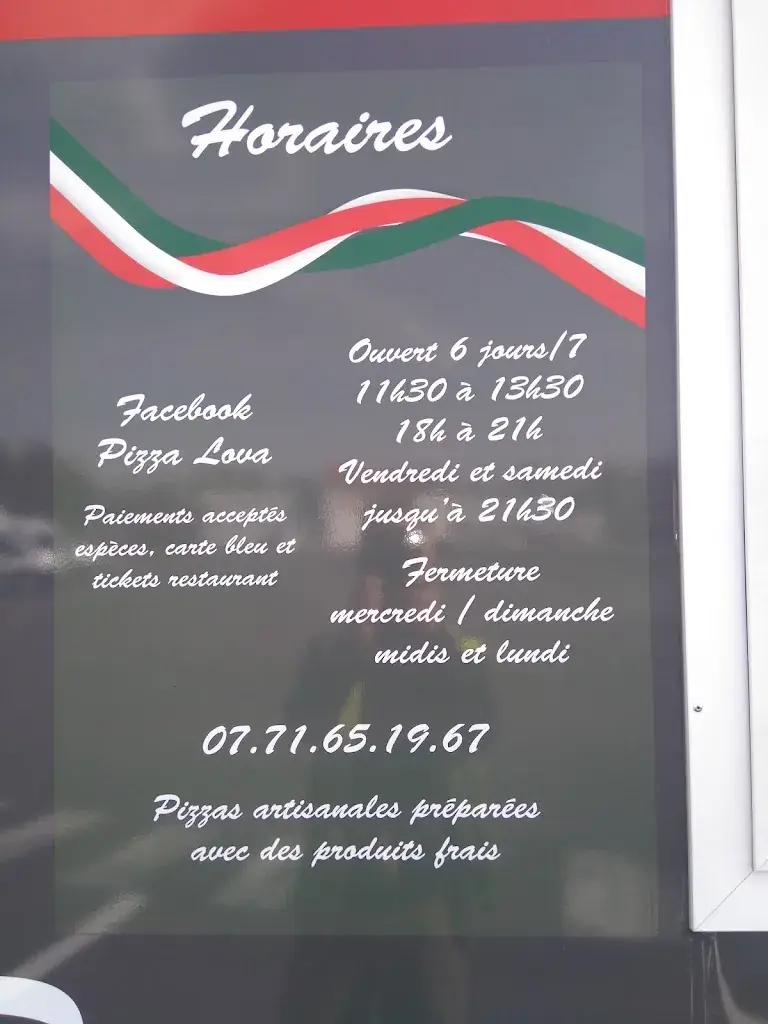 Horaires
Facebook
Pizza Lova
Paiements acceptés
espèces, carte bleu et
tickets restaurant
Ouvert 6 jours/7
11h30 à 13h30
18h à 21h
Vendredi et samedi
jusqu'à 21h30
Fermeture
mercredi / dimanche
midis et lundi
07.71.65.19.67
Pizzas artisanales préparées
avec des produits frais